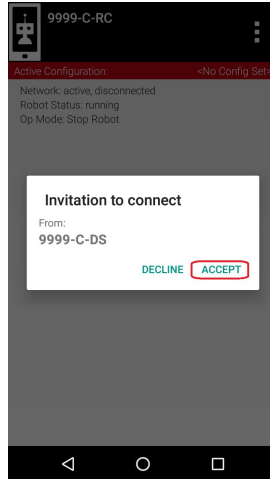 9999-C-RC
Active Configuration: <No Config Set>
Network: active, disconnected
Robot Status: running
Op Mode: Stop Robot
Invitation to connect
From:
9999-C-DS
DECLINE ACCEPT